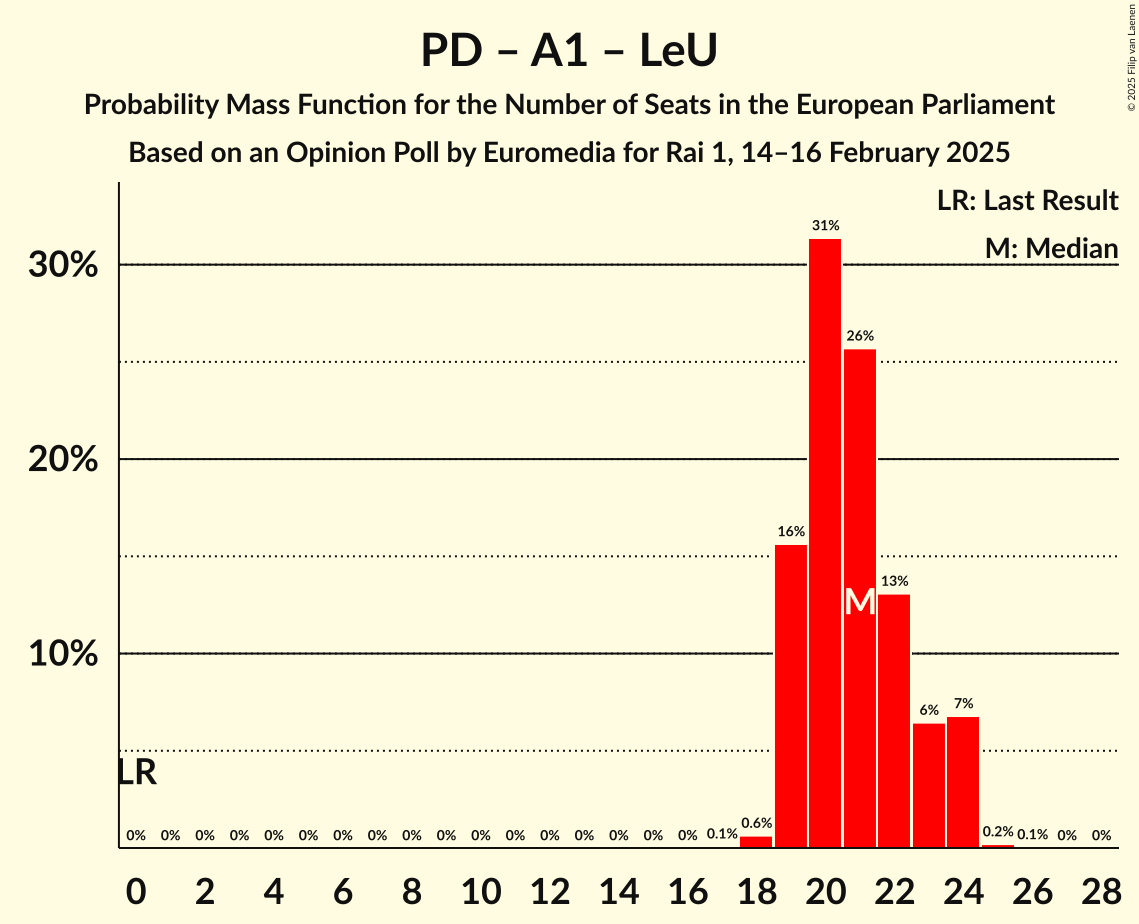 PD – A1 – LeU
Probability Mass Function for the Number of Seats in the European Parliament
Based on an Opinion Poll by Euromedia for Rai 1, 14–16 February 2025
© 2025 Filip van Laenen
LR: Last Result
M: Median
30%
20%
10%
31%
26%
16%
13%
M
6%
7%
LR
0% 0% 0% 0% 0% 0% 0% 0% 0% 0% 0% 0% 0% 0% 0% 0% 0% 0.1% 0.6% 0.2% 0.1% 0% 0%
0 2 4 6 8 10 12 14 16 18 20 22 24 26 28